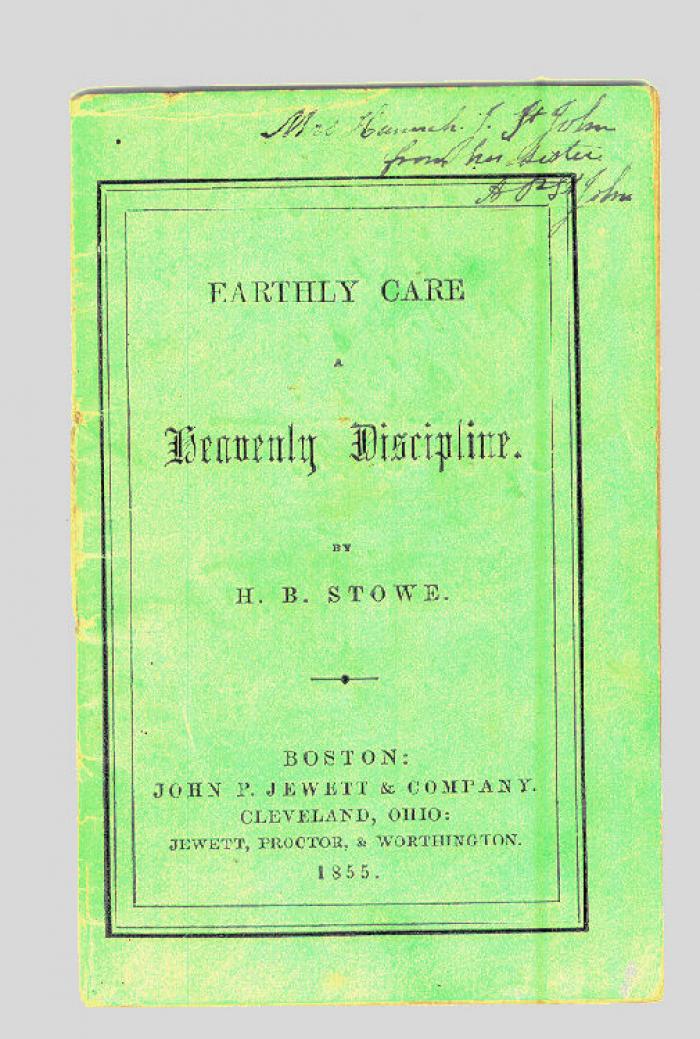 Mrs Hannah J. St John
from her sister
A P St John
EARTHLY CARE
A
Heavenly Discipline.
BY
H. B. STOWE.
BOSTON:
JOHN P. JEWETT & COMPANY.
CLEVELAND, OHIO:
JEWETT, PROCTOR, & WORTHINGTON.
1855.